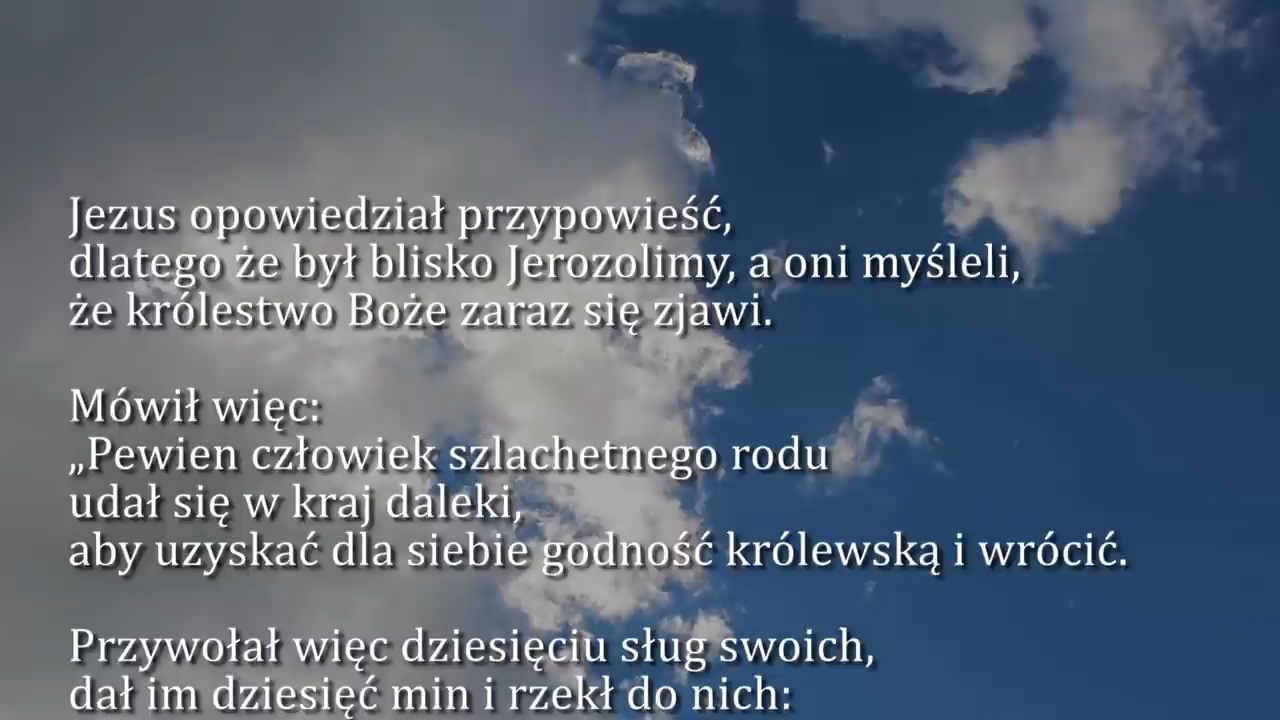 Jezus opowiedział przypowieść,
dlatego że był blisko Jerozolimy, a oni myśleli,
że królestwo Boże zaraz się zjawi.
Mówił więc:
„Pewien człowiek szlachetnego rodu
udał się w kraj daleki,
aby uzyskać dla siebie godność królewską i wrócić.
Przywołał więc dziesięciu sług swoich,
dał im dziesięć min i rzekł do nich: